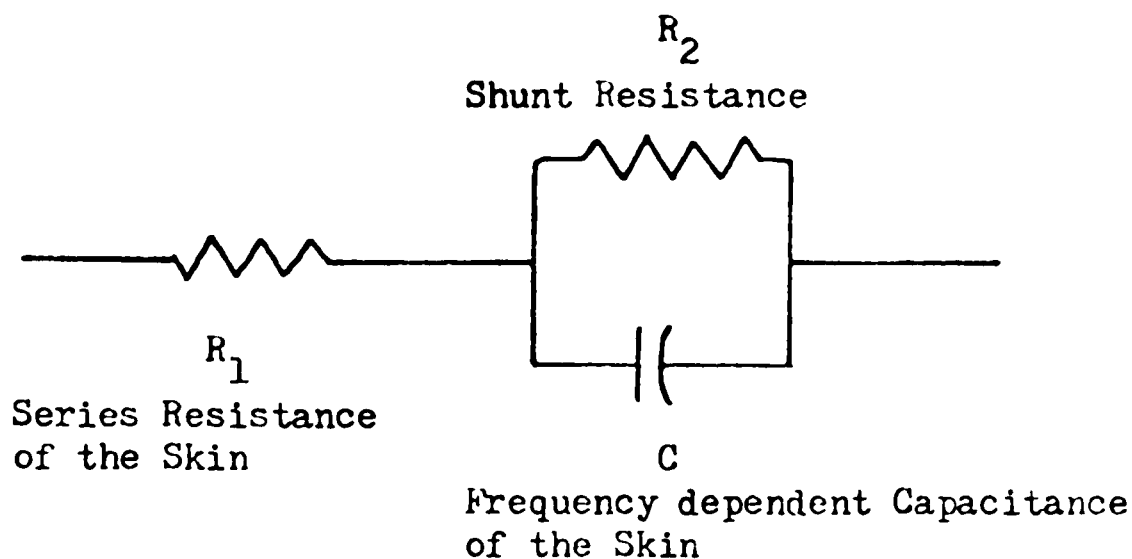 R2
Shunt Resistance
R1
Series Resistance
of the Skin
C
Frequency dependent Capacitance
of the Skin